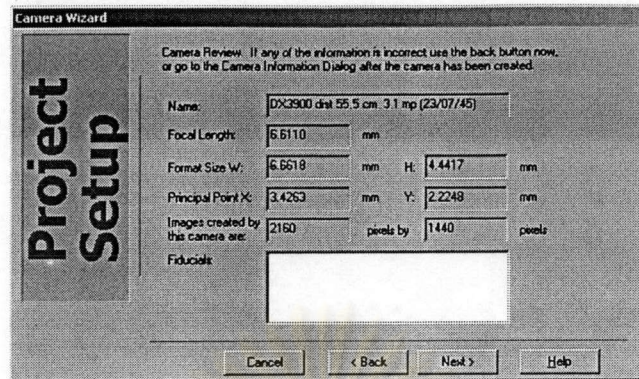 Camera Wizard
Project
Setup
Camera Review. If any of the information is incorrect use the back button now,
or go to the Camera Information Dialog after the camera has been created.
Name: DX3900 dist 55.5 cm 3.1 mp (23/07/45)
Focal Length: 6.6110 mm
Format Size W: 6.6618 mm H: 4.4417 mm
Principal Point X: 3.4263 mm Y: 2.2248 mm
Images created by
this camera are: 2160 pixels by 1440 pixels
Fiducials:
Cancel < Back Next > Help